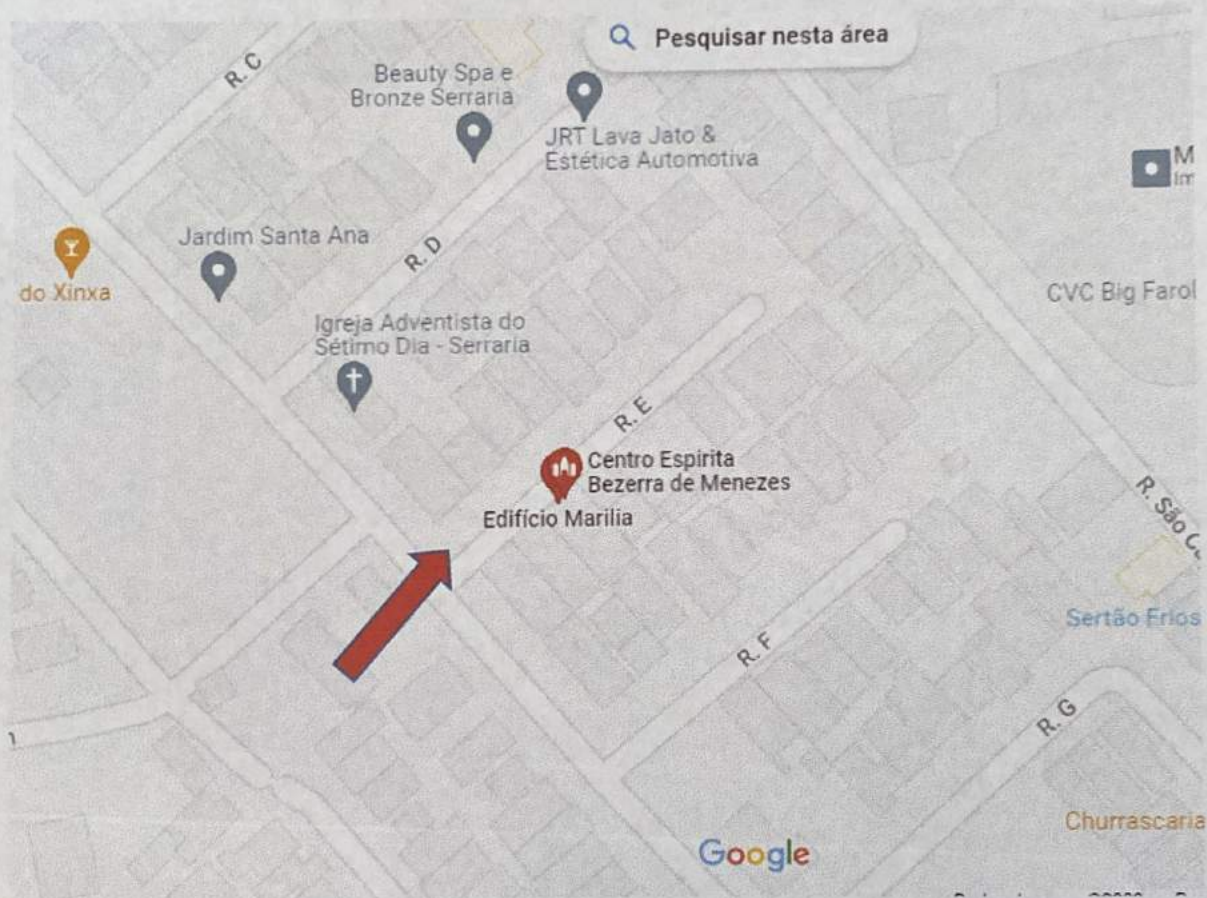 Pesquisar nesta área
R. C
Beauty Spa e
Bronze Serraria
JRT Lava Jato &
Estética Automotiva
M
Jardim Santa Ana
R. D
do Xinxa
CVC Big Farol
Igreja Adventista do
Sétimo Dia - Serraria
R. E
Centro Espirita
Bezerra de Menezes
Edifício Marilia
R. São
Sertão Frios
R. F
R. G
1
Churrascaria
Google